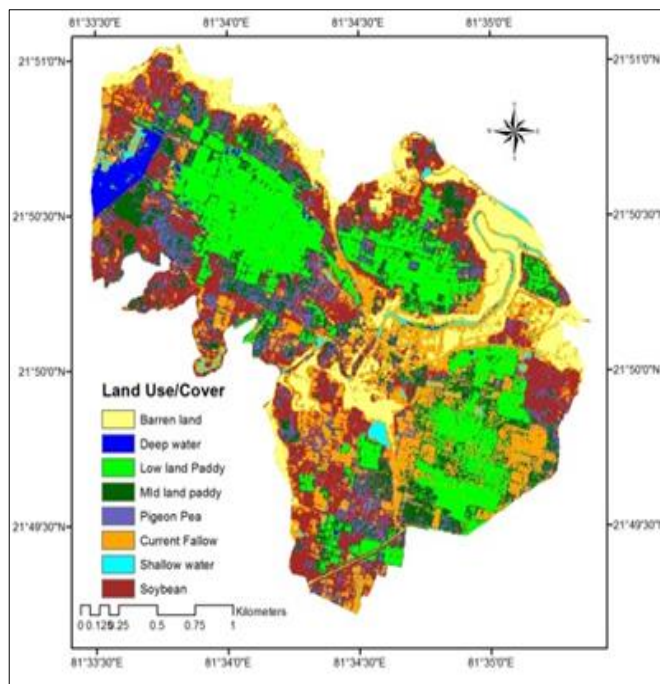 81°33'30"E 81°34'0"E 81°34'30"E 81°35'0"E
21°51'0"N 21°51'0"N
21°50'30"N 21°50'30"N
21°50'0"N 21°50'0"N
Land Use/Cover
Barren land
Deep water
Low land Paddy
Mid land paddy
Pigeon Pea
Current Fallow
Shallow water
Soybean
21°49'30"N 21°49'30"N
Kilometers
0 0.125 0.25 0.5 0.75 1
81°33'30"E 81°34'0"E 81°34'30"E 81°35'0"E